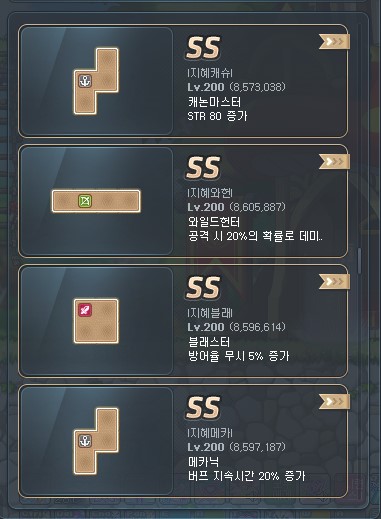 SS
I지혜캐슈I
Lv.200 (8,573,038)
캐논마스터
STR 80 증가
SS
I지혜와헌I
Lv.200 (8,605,887)
와일드헌터
공격 시 20%의 확률로 데미..
SS
I지혜블래I
Lv.200 (8,596,614)
블래스터
방어율 무시 5% 증가
SS
I지혜메카I
Lv.200 (8,597,187)
메카닉
버프 지속시간 20% 증가